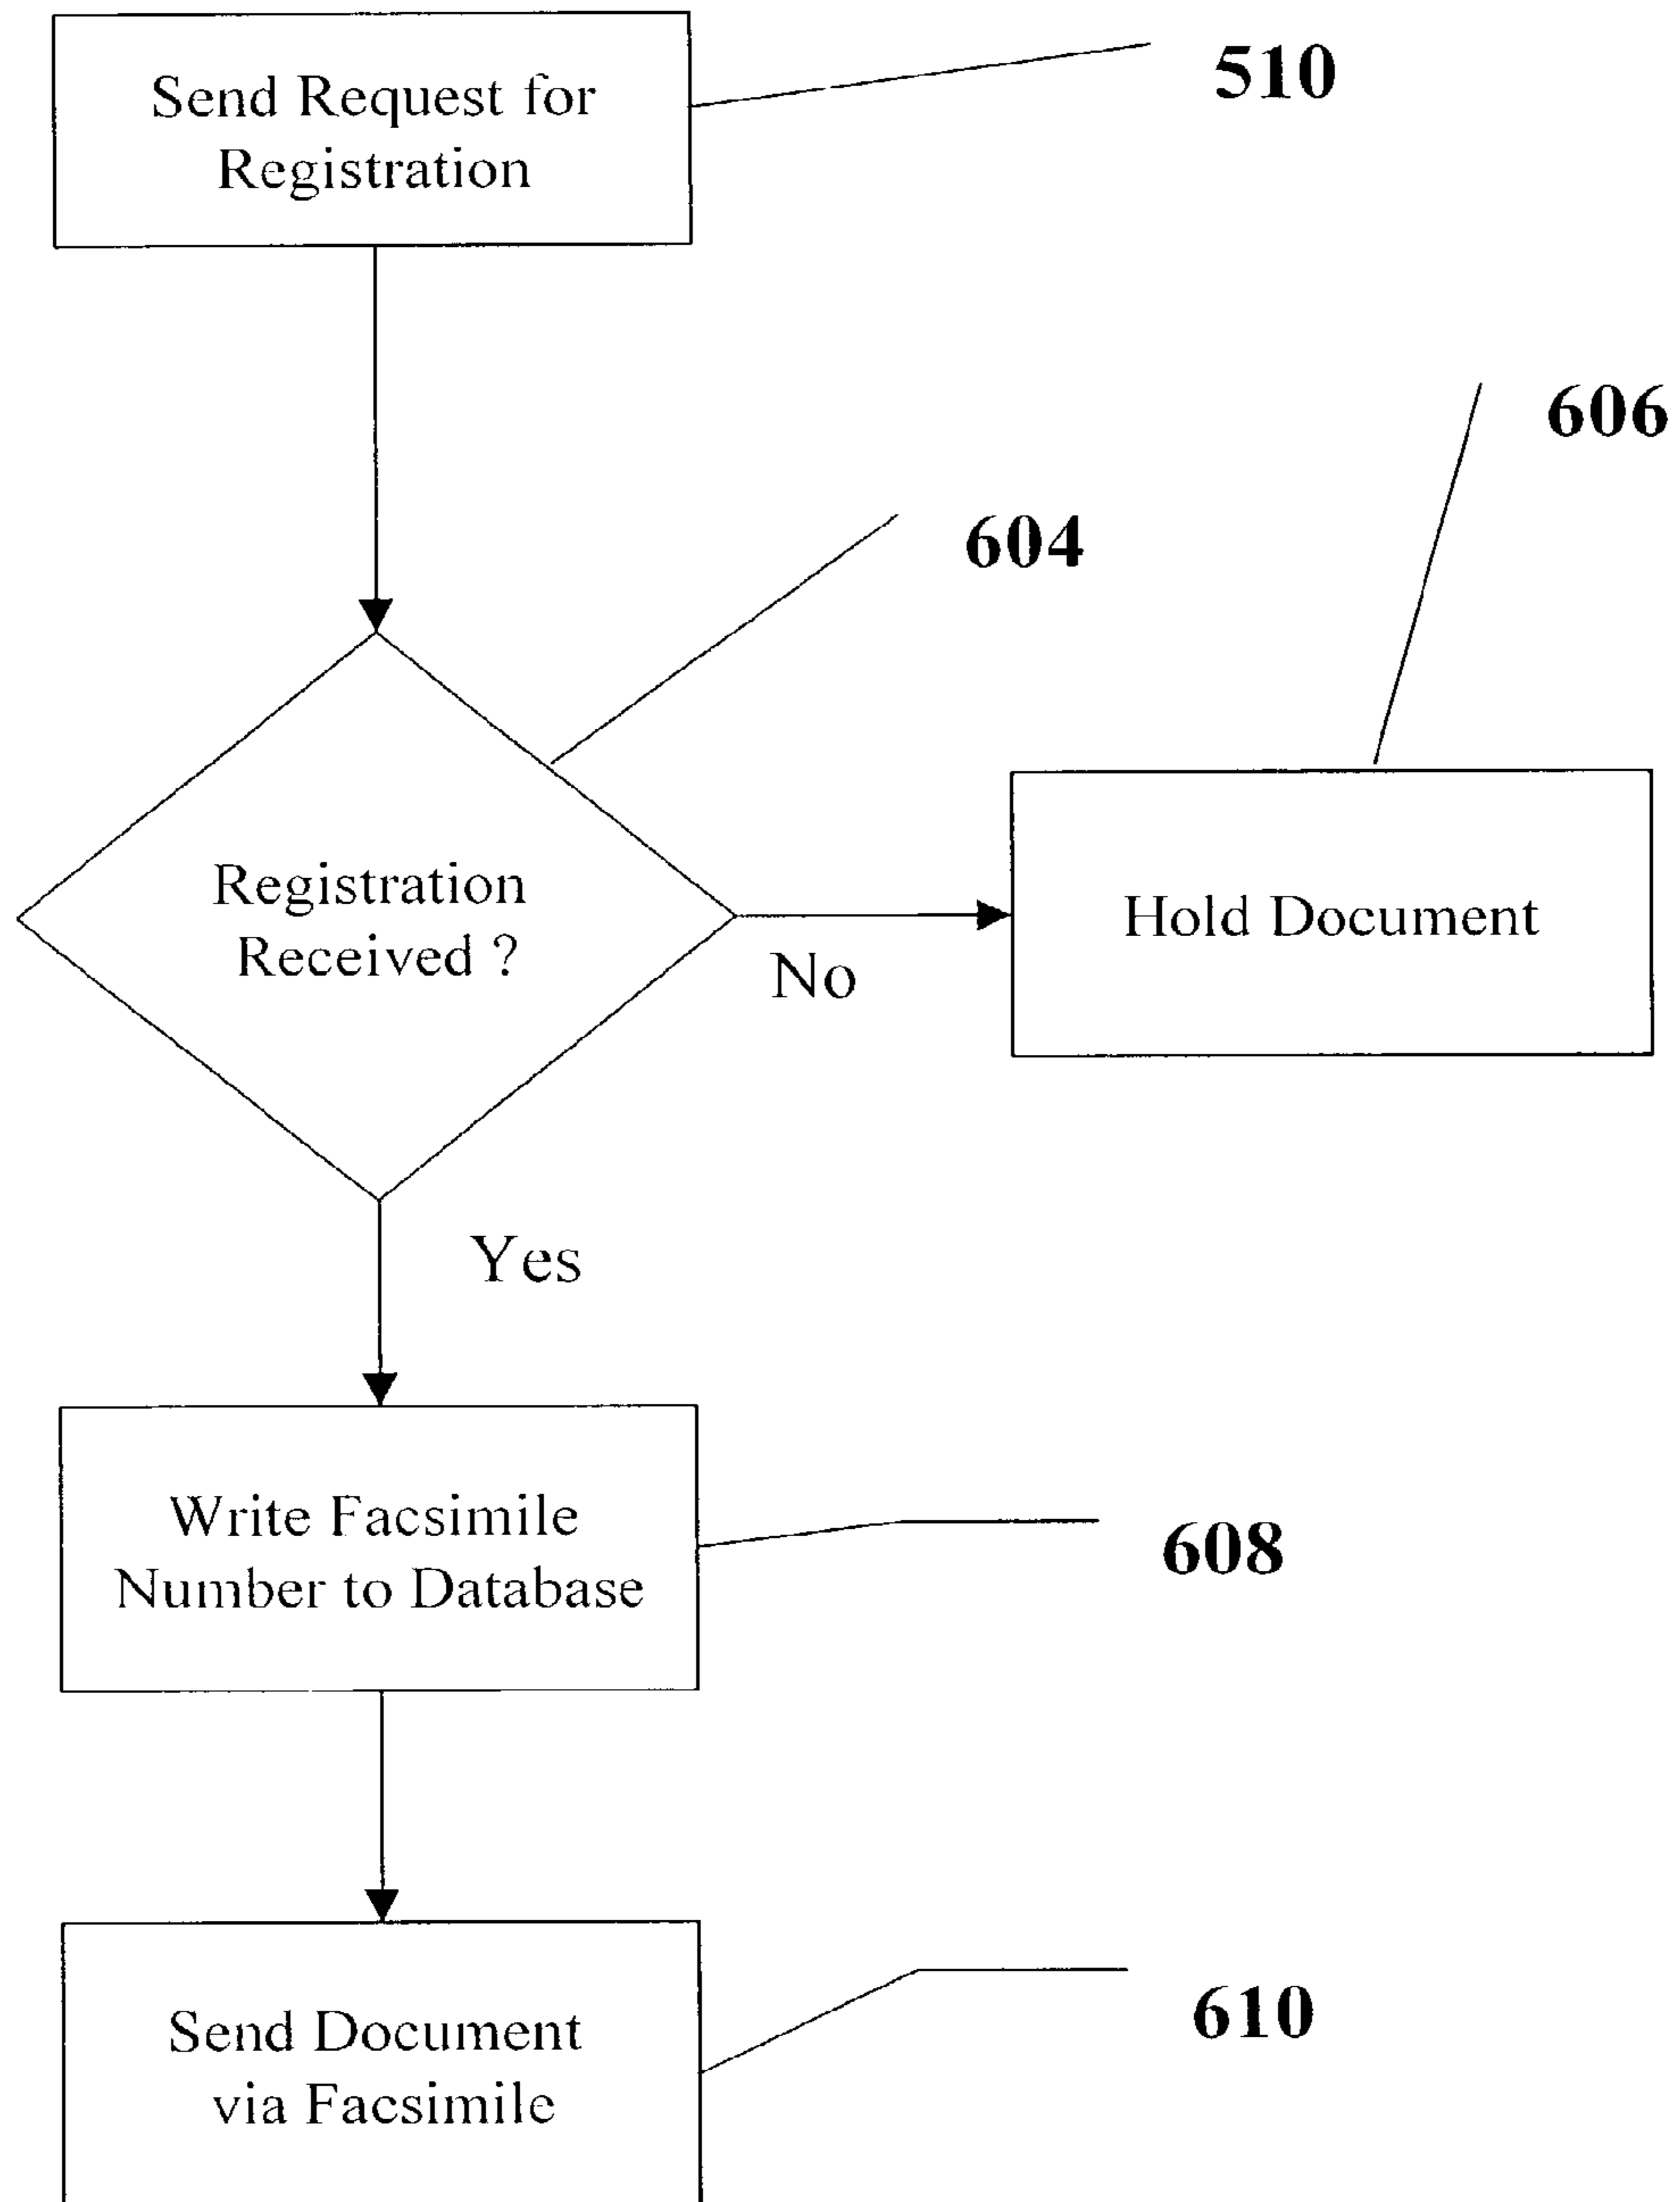 Send Request for
Registration
510
606
604
Registration
Received ?
Hold Document
No
Yes
Write Facsimile
Number to Database
608
Send Document
via Facsimile
610